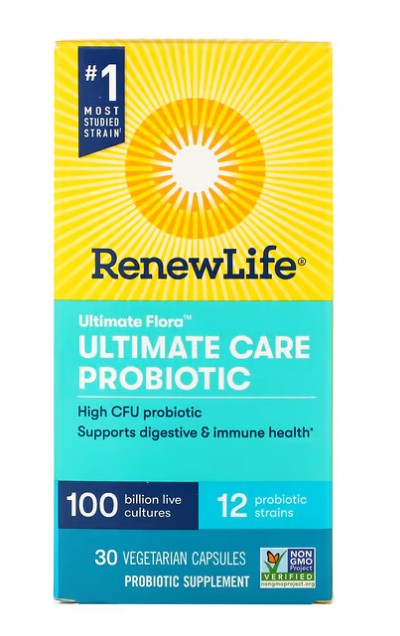 #1
MOST
STUDIED
STRAIN†
RenewLife®
Ultimate Flora™
ULTIMATE CARE
PROBIOTIC
High CFU probiotic
Supports digestive & immune health*
100 billion live
cultures
12 probiotic
strains
30 VEGETARIAN CAPSULES
PROBIOTIC SUPPLEMENT
NON
GMO
Project
VERIFIED
nongmoproject.org